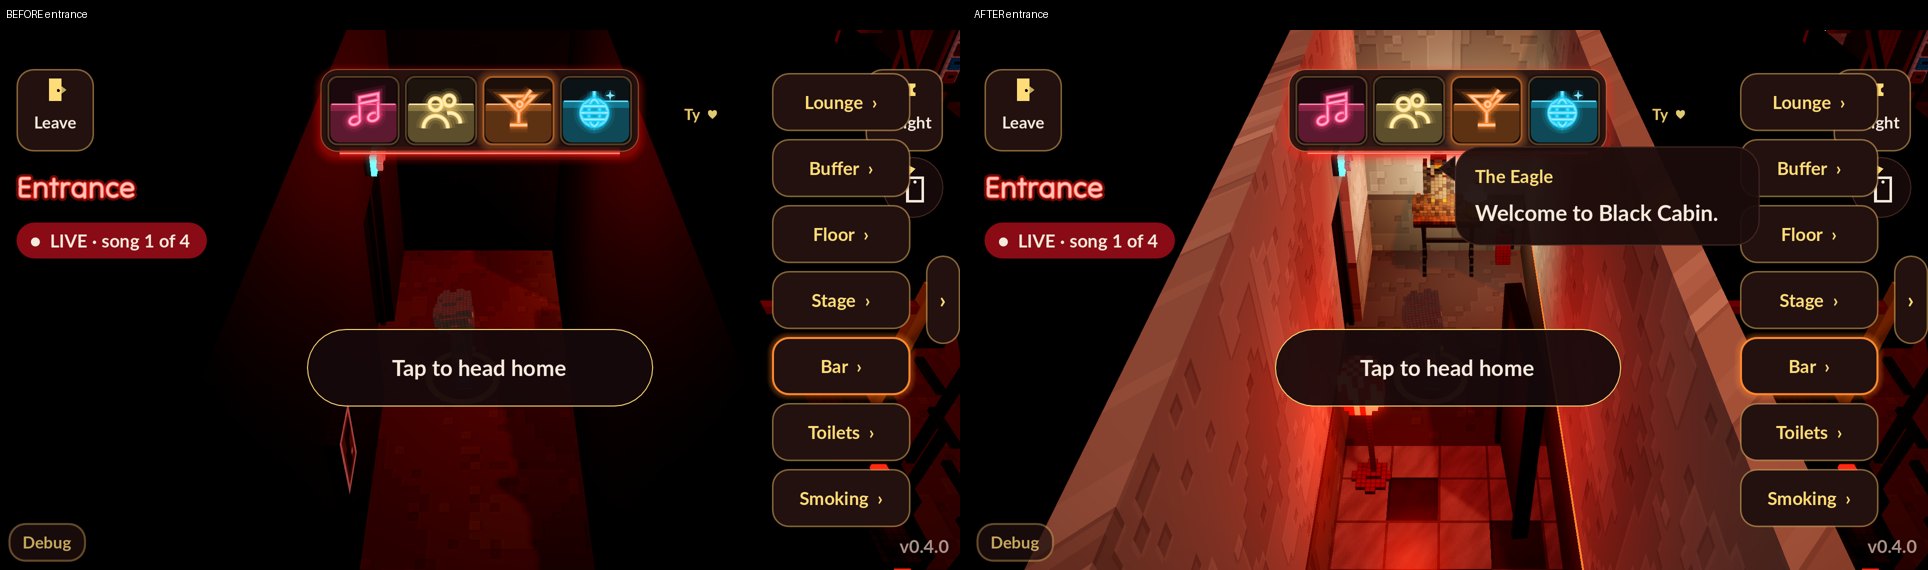 BEFORE entrance
Leave
Ty ♥
Lounge ›
ght
Buffer ›
Entrance
LIVE · song 1 of 4
Floor ›
Stage ›
›
Tap to head home
Bar ›
Toilets ›
Smoking ›
Debug
v0.4.0
AFTER entrance
Leave
Ty ♥
Lounge ›
ght
The Eagle
Welcome to Black Cabin.
Buffer ›
Entrance
LIVE · song 1 of 4
Floor ›
Stage ›
›
Tap to head home
Bar ›
Toilets ›
Smoking ›
Debug
v0.4.0